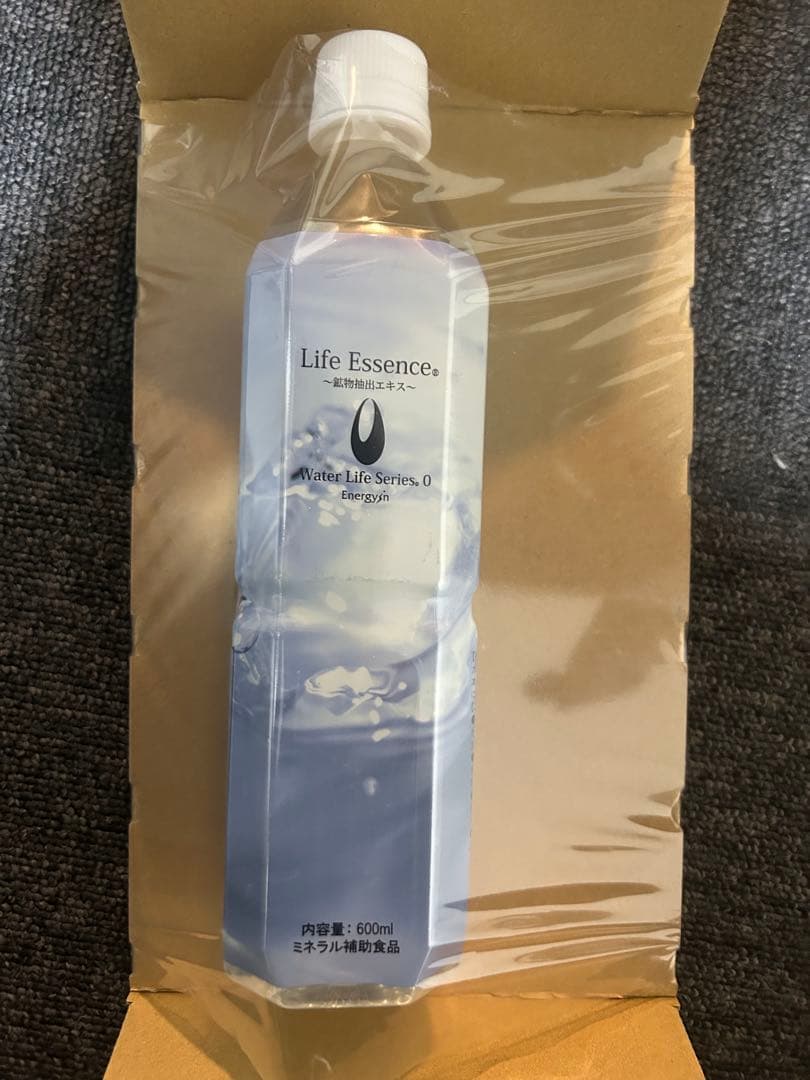 Life Essence®
～鉱物抽出エキス～
Water Life Series® 0
Energysin
内容量：600ml
ミネラル補助食品